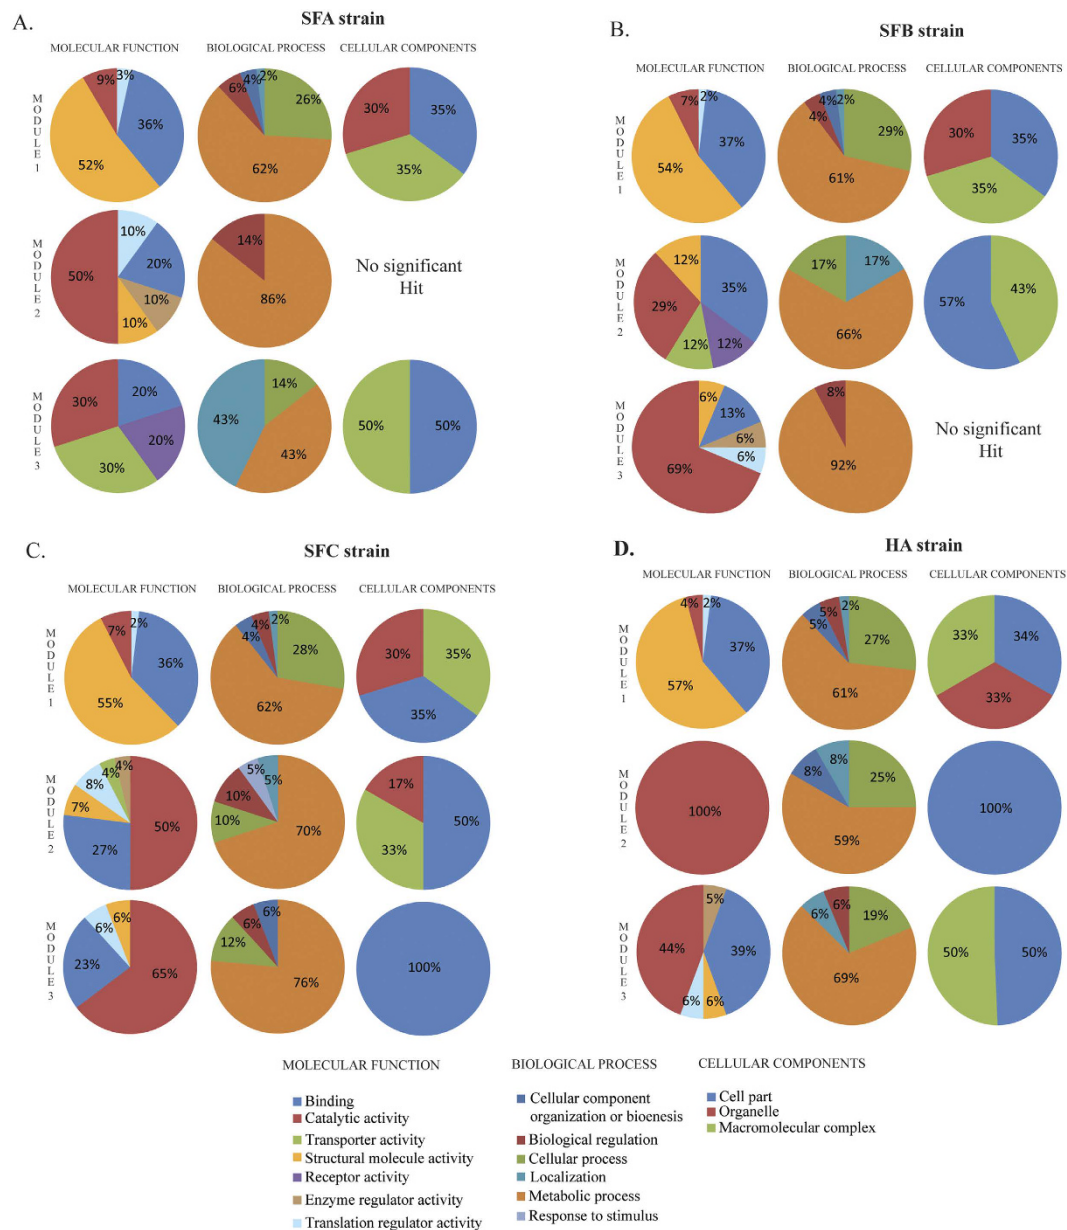 A.
SFA strain
MOLECULAR FUNCTION
BIOLOGICAL PROCESS
CELLULAR COMPONENTS
MODULE 1
9%
3%
36%
52%
6%
4%
2%
26%
62%
30%
35%
35%
MODULE 2
10%
20%
10%
10%
50%
14%
86%
No significant
Hit
MODULE 3
20%
20%
30%
30%
14%
43%
43%
50%
50%
B.
SFB strain
MOLECULAR FUNCTION
BIOLOGICAL PROCESS
CELLULAR COMPONENTS
MODULE 1
7%
2%
37%
54%
4%
4%
2%
29%
61%
30%
35%
35%
MODULE 2
12%
35%
29%
12%
12%
17%
17%
66%
57%
43%
MODULE 3
6%
13%
6%
6%
69%
8%
92%
No significant
Hit
C.
SFC strain
MOLECULAR FUNCTION
BIOLOGICAL PROCESS
CELLULAR COMPONENTS
MODULE 1
7%
2%
36%
55%
4%
4%
2%
28%
62%
30%
35%
35%
MODULE 2
4%
4%
8%
7%
50%
27%
5%
5%
10%
10%
70%
17%
50%
33%
MODULE 3
6%
6%
23%
65%
6%
6%
12%
76%
100%
D.
HA strain
MOLECULAR FUNCTION
BIOLOGICAL PROCESS
CELLULAR COMPONENTS
MODULE 1
4%
2%
37%
57%
5%
5%
2%
27%
61%
33%
34%
33%
MODULE 2
100%
8%
8%
25%
59%
100%
MODULE 3
5%
44%
39%
6%
6%
6%
6%
19%
69%
50%
50%
MOLECULAR FUNCTION
Binding
Catalytic activity
Transporter activity
Structural molecule activity
Receptor activity
Enzyme regulator activity
Translation regulator activity
BIOLOGICAL PROCESS
Cellular component
organization or bioenesis
Biological regulation
Cellular process
Localization
Metabolic process
Response to stimulus
CELLULAR COMPONENTS
Cell part
Organelle
Macromolecular complex